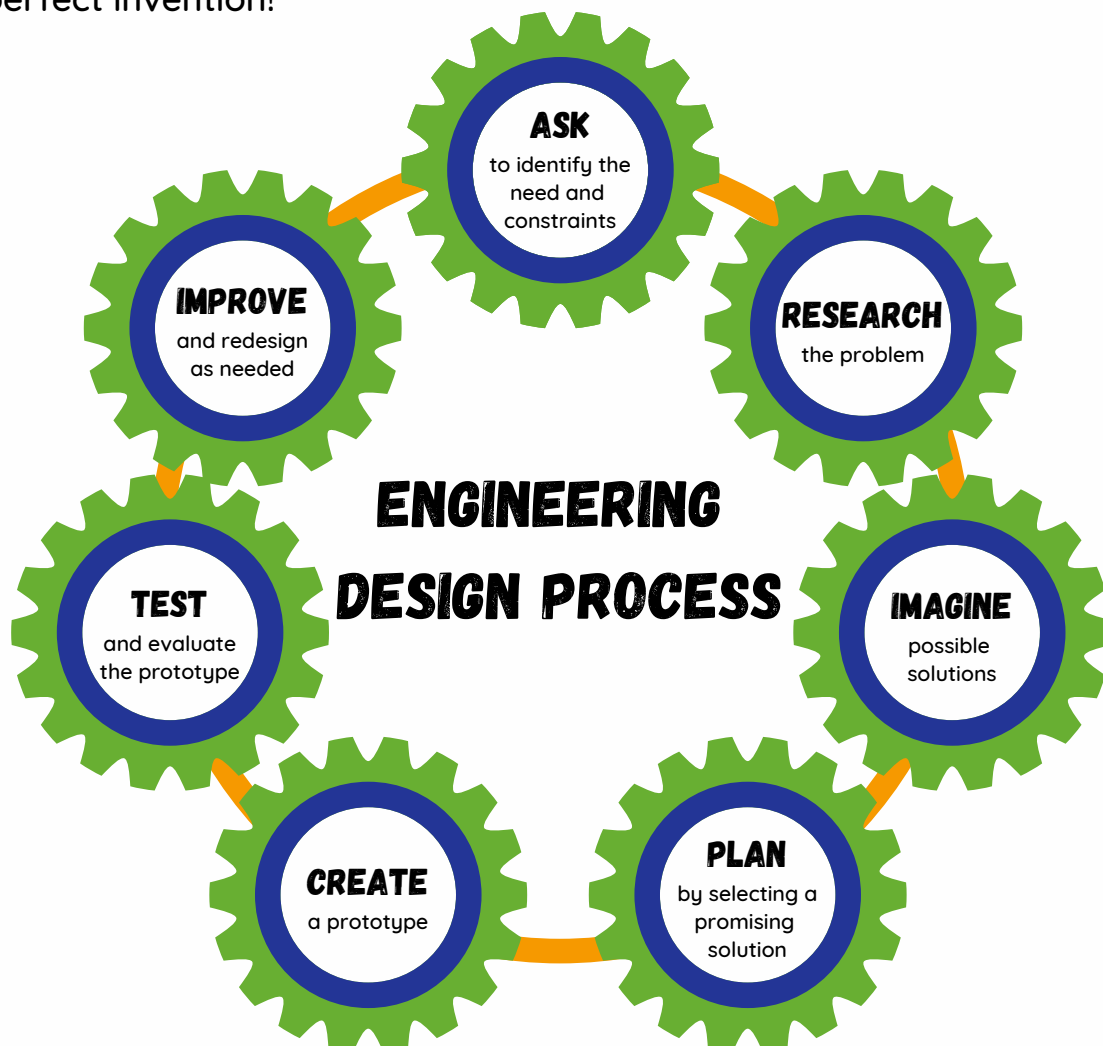 perfect invention!
ASK
to identify the
need and
constraints
RESEARCH
the problem
IMAGINE
possible
solutions
PLAN
by selecting a
promising
solution
CREATE
a prototype
TEST
and evaluate
the prototype
IMPROVE
and redesign
as needed
ENGINEERING
DESIGN PROCESS